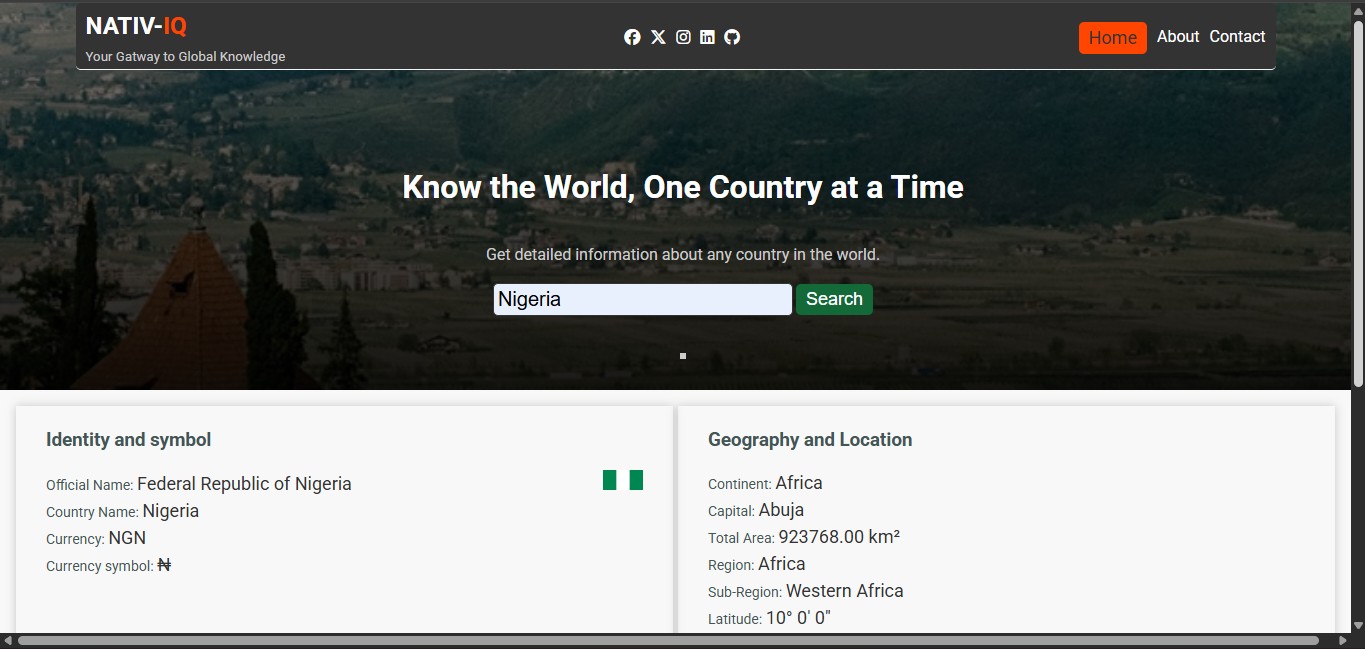 NATIV-IQ
Your Gatway to Global Knowledge
Home About Contact
Know the World, One Country at a Time
Get detailed information about any country in the world.
Nigeria Search
Identity and symbol
Official Name: Federal Republic of Nigeria
Country Name: Nigeria
Currency: NGN
Currency symbol: ₦
Geography and Location
Continent: Africa
Capital: Abuja
Total Area: 923768.00 km²
Region: Africa
Sub-Region: Western Africa
Latitude: 10° 0' 0"